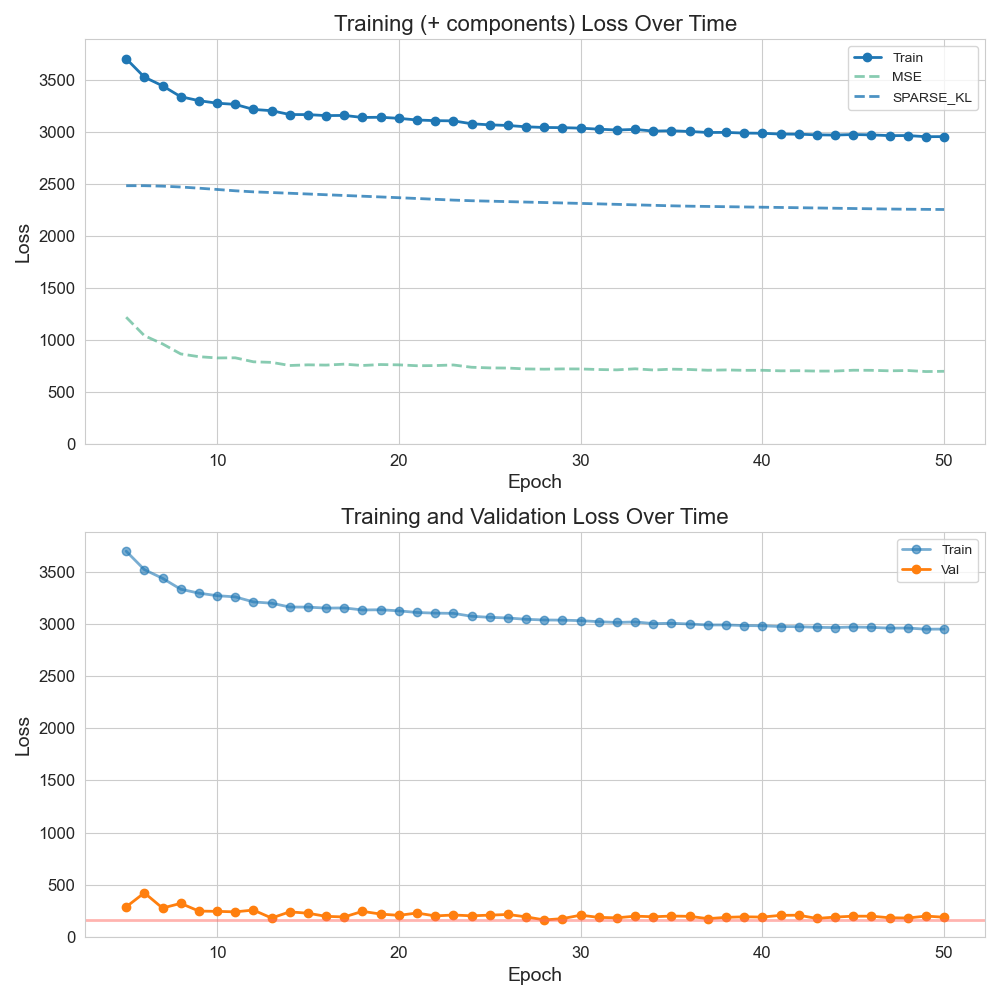 Training (+ components) Loss Over Time
Train
MSE
SPARSE_KL
Loss
3500
3000
2500
2000
1500
1000
500
0
10
20
30
40
50
Epoch
Training and Validation Loss Over Time
Train
Val
Loss
3500
3000
2500
2000
1500
1000
500
0
10
20
30
40
50
Epoch